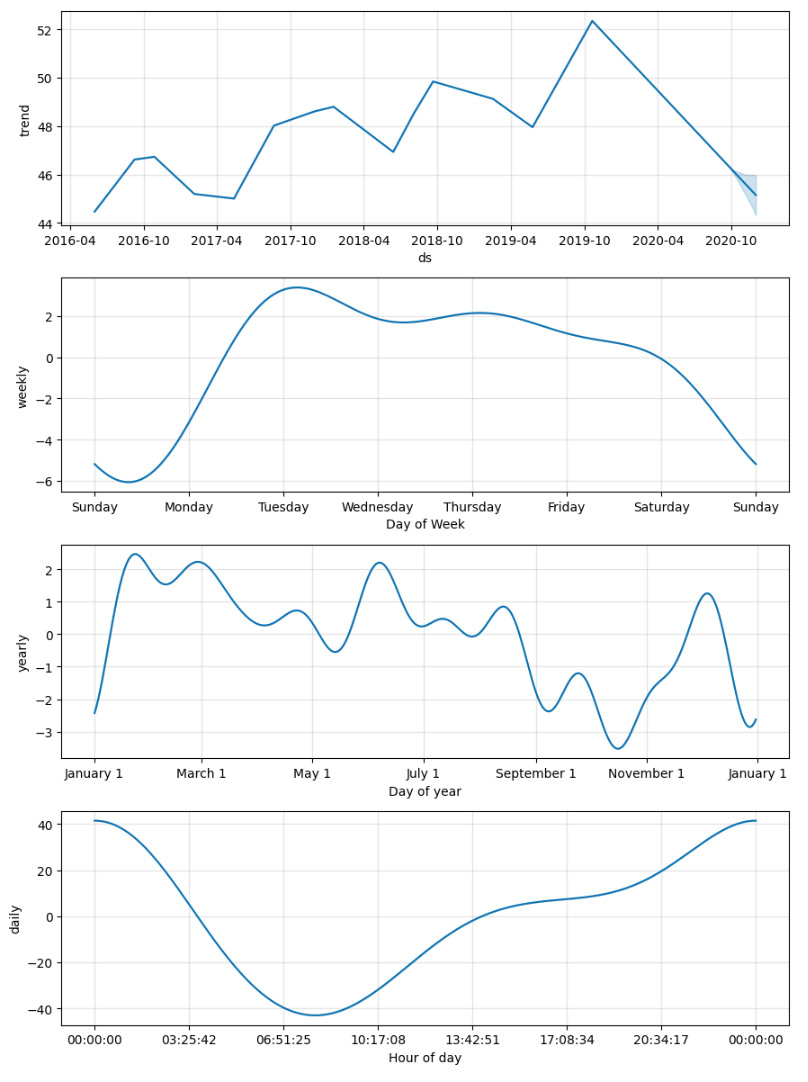 52
50
48
46
44
trend
2016-04 2016-10 2017-04 2017-10 2018-04 2018-10 2019-04 2019-10 2020-04 2020-10
ds
2
0
−2
−4
−6
weekly
Sunday Monday Tuesday Wednesday Thursday Friday Saturday Sunday
Day of Week
2
1
0
−1
−2
−3
yearly
January 1 March 1 May 1 July 1 September 1 November 1 January 1
Day of year
40
20
0
−20
−40
daily
00:00:00 03:25:42 06:51:25 10:17:08 13:42:51 17:08:34 20:34:17 00:00:00
Hour of day